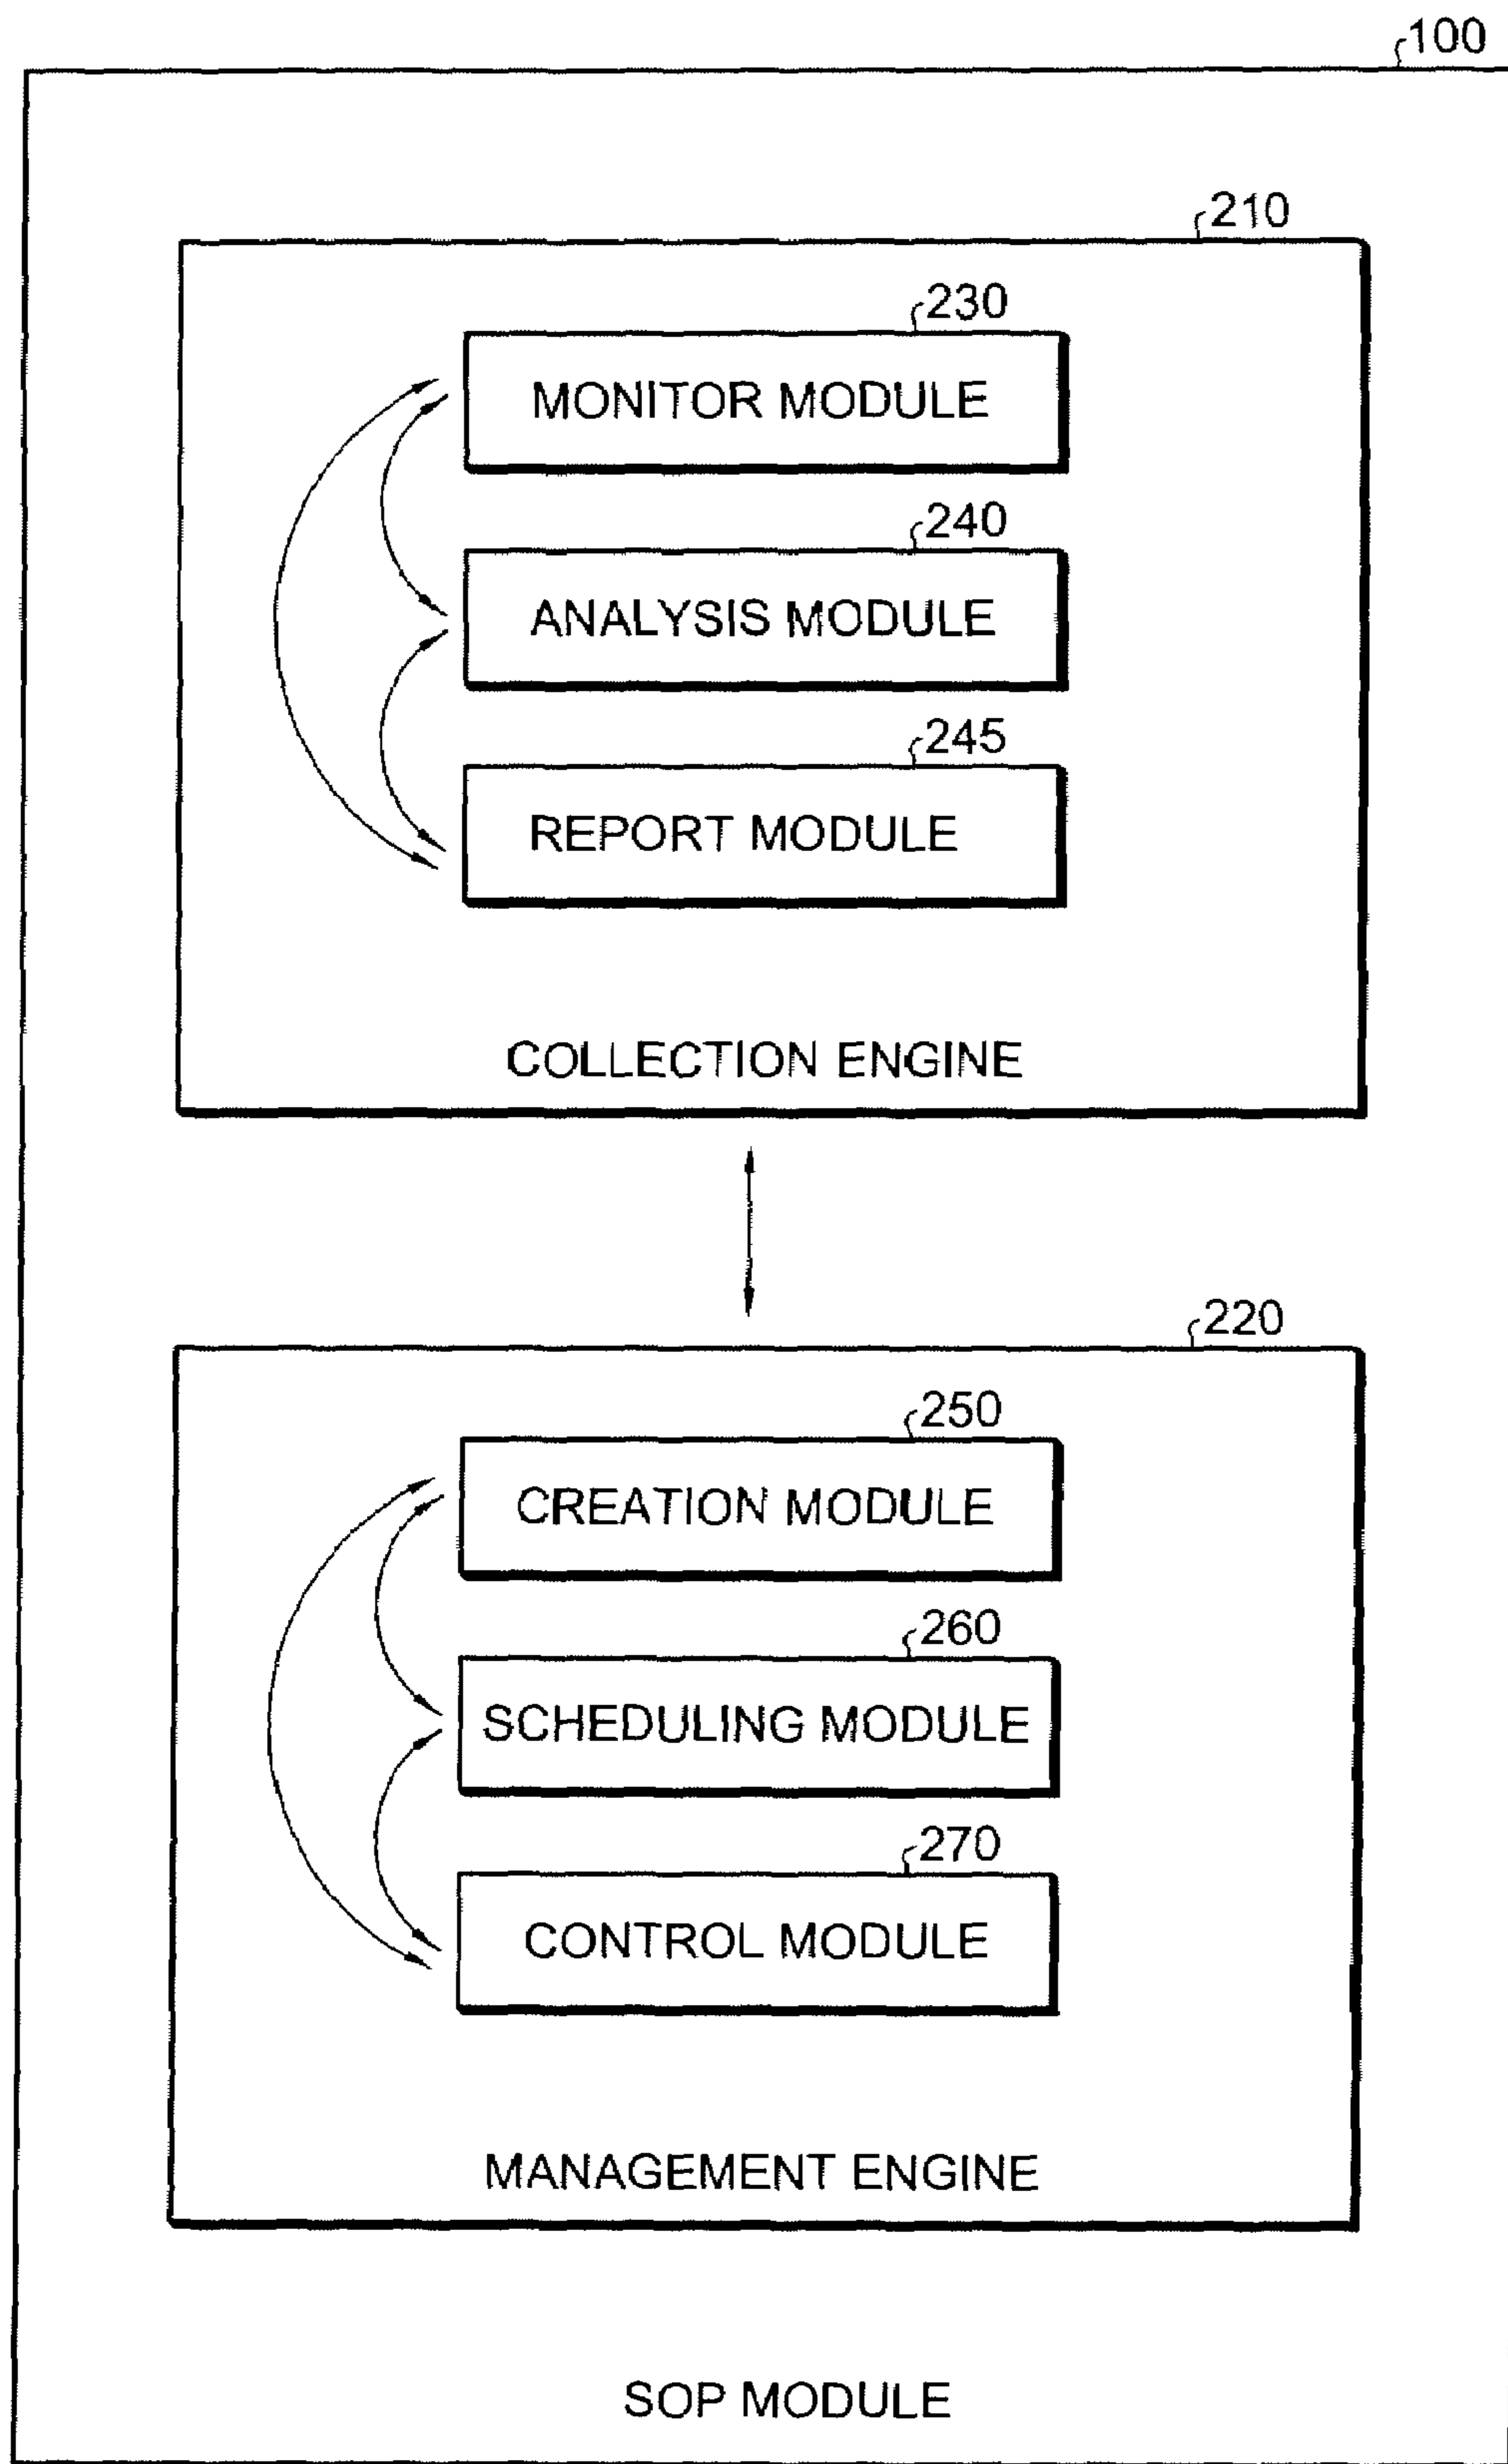 100
210
230
MONITOR MODULE
240
ANALYSIS MODULE
245
REPORT MODULE
COLLECTION ENGINE
220
250
CREATION MODULE
260
SCHEDULING MODULE
270
CONTROL MODULE
MANAGEMENT ENGINE
SOP MODULE